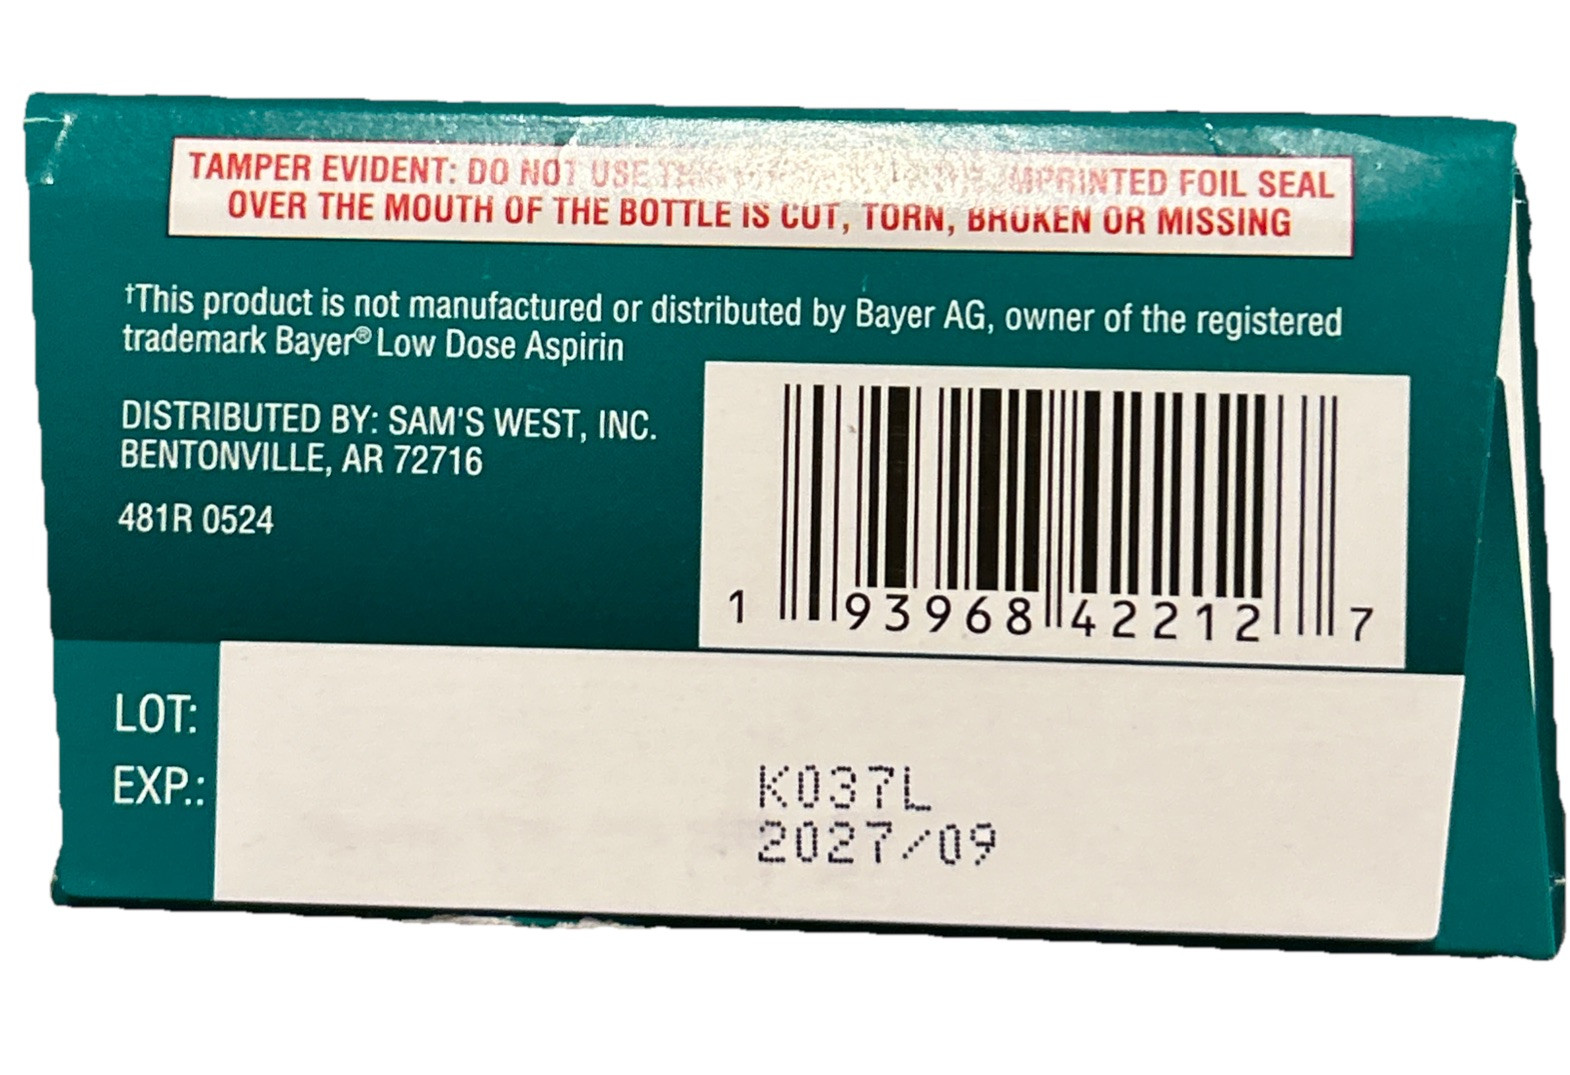 TAMPER EVIDENT: DO NOT USE THIS IMPRINTED FOIL SEAL
OVER THE MOUTH OF THE BOTTLE IS CUT, TORN, BROKEN OR MISSING
†This product is not manufactured or distributed by Bayer AG, owner of the registered
trademark Bayer® Low Dose Aspirin
DISTRIBUTED BY: SAM'S WEST, INC.
BENTONVILLE, AR 72716
481R 0524
1 93968 42212 7
LOT:
EXP.:
K037L
2027/09